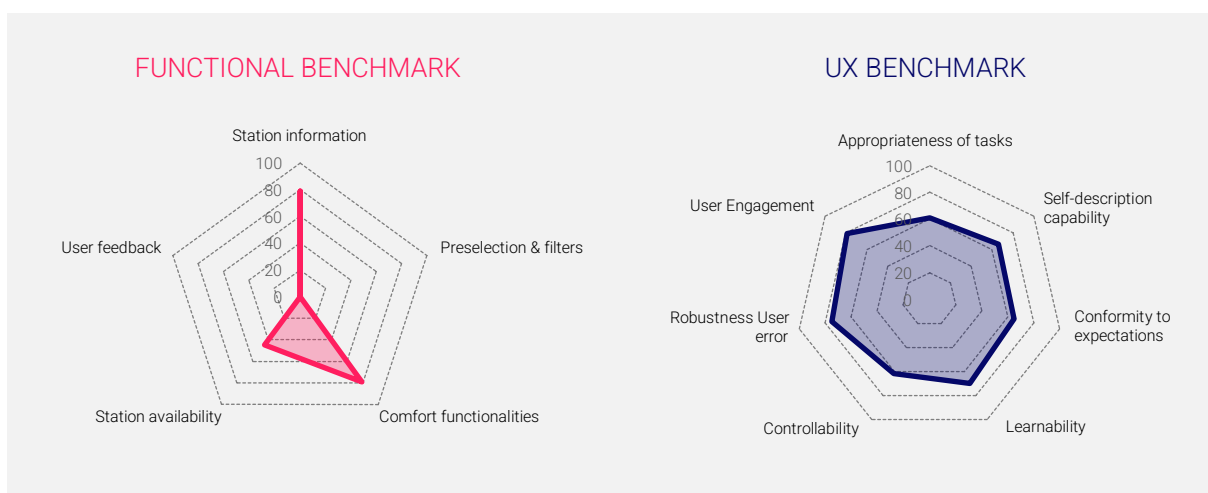 FUNCTIONAL BENCHMARK
Station information
100
80
60
40
20
0
User feedback
Preselection & filters
Station availability
Comfort functionalities
UX BENCHMARK
Appropriateness of tasks
100
80
60
40
20
0
User Engagement
Self-description
capability
Robustness User
error
Conformity to
expectations
Controllability
Learnability